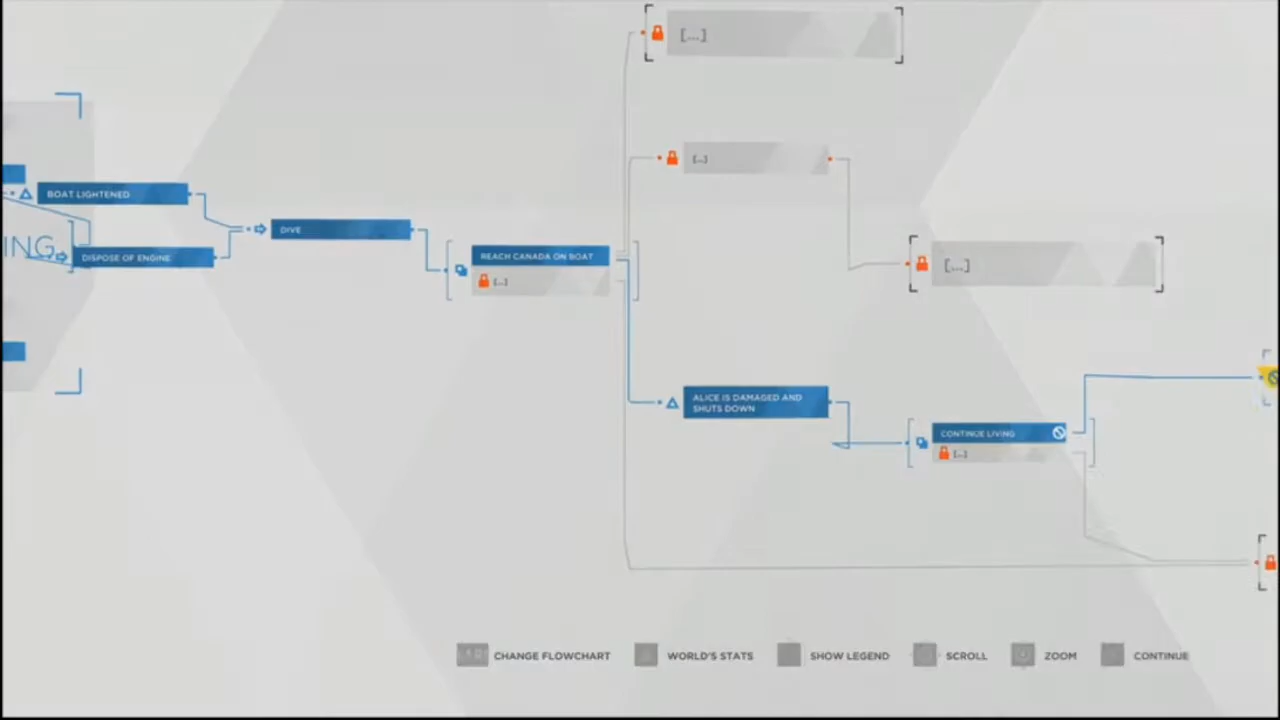 [...]
BOAT LIGHTENED
[...]
DIVE
ING
DISPOSE OF ENGINE
REACH CANADA ON BOAT
[...]
[...]
ALICE IS DAMAGED AND
SHUTS DOWN
CONTINUE LIVING
[...]
CHANGE FLOWCHART
WORLD'S STATS
SHOW LEGEND
SCROLL
ZOOM
CONTINUE